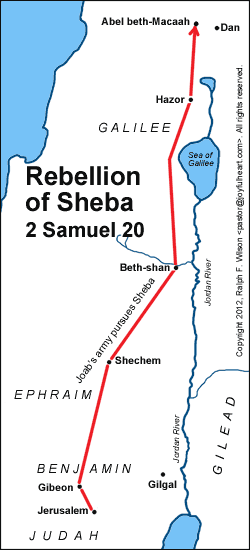 Abel beth-Macaah
Dan
Hazor
GALILEE
Sea of
Galilee
Rebellion
of Sheba
2 Samuel 20
Beth-shan
Jordan River
Joab's army pursues Sheba
Shechem
EPHRAIM
GILEAD
Jordan River
BENJAMIN
Gibeon
Gilgal
Jerusalem
JUDAH
Copyright 2012, Ralph F. Wilson <pastor@joyfulheart.com>. All rights reserved.